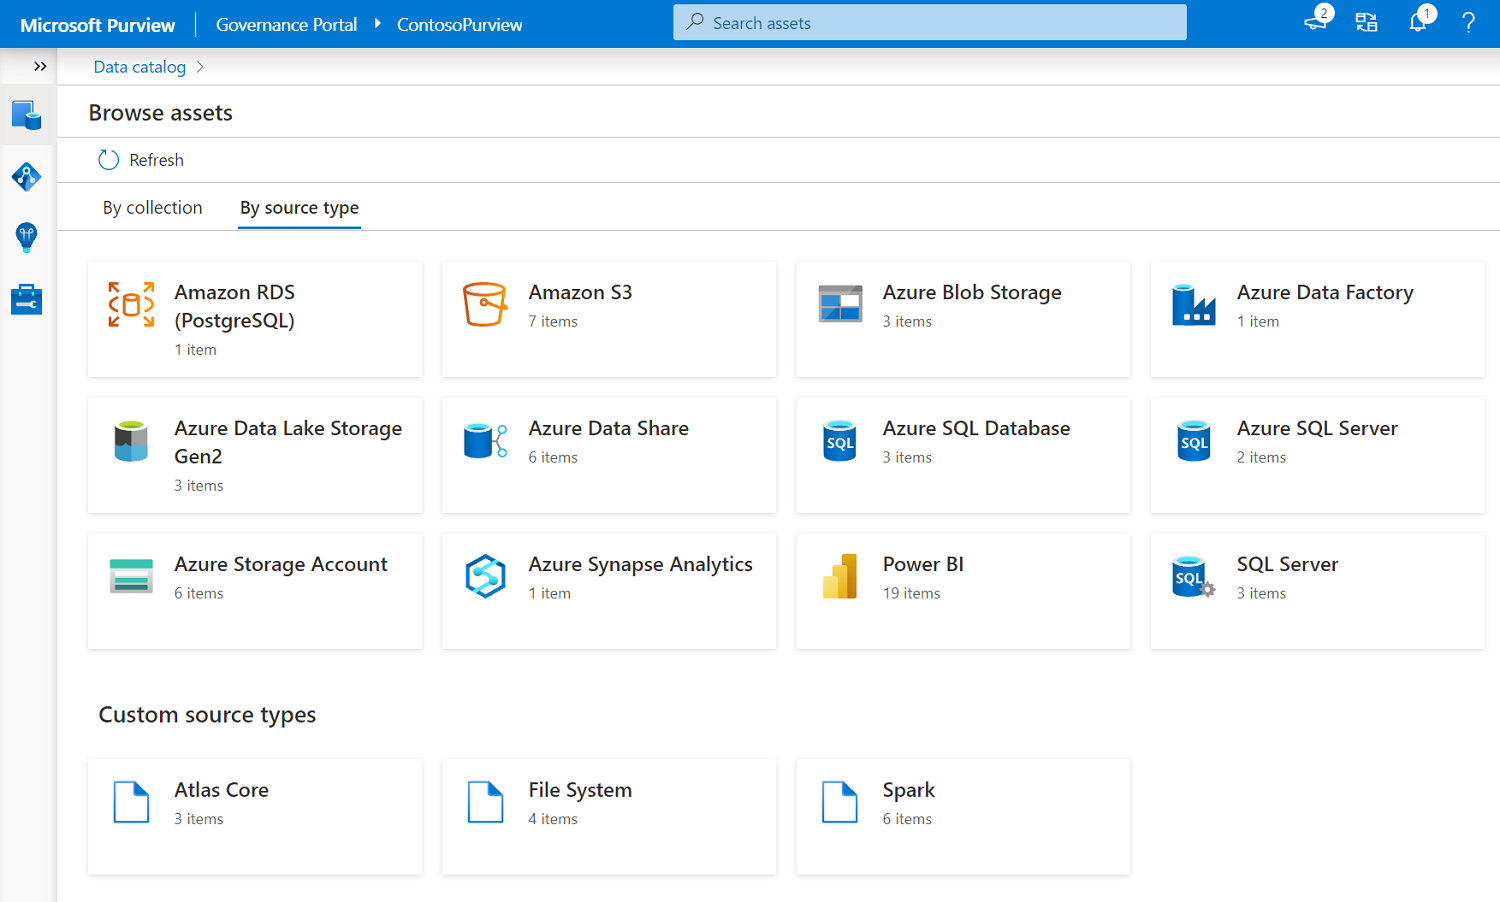 Microsoft Purview
Governance Portal
ContosoPurview
Search assets
2
1
?
Data catalog
Browse assets
Refresh
By collection
By source type
Amazon RDS
(PostgreSQL)
1 item
Amazon S3
7 items
Azure Blob Storage
3 items
Azure Data Factory
1 item
Azure Data Lake Storage
Gen2
3 items
Azure Data Share
6 items
SQL
Azure SQL Database
3 items
SQL
Azure SQL Server
2 items
Azure Storage Account
6 items
Azure Synapse Analytics
1 item
Power BI
19 items
SQL
SQL Server
3 items
Custom source types
Atlas Core
3 items
File System
4 items
Spark
6 items